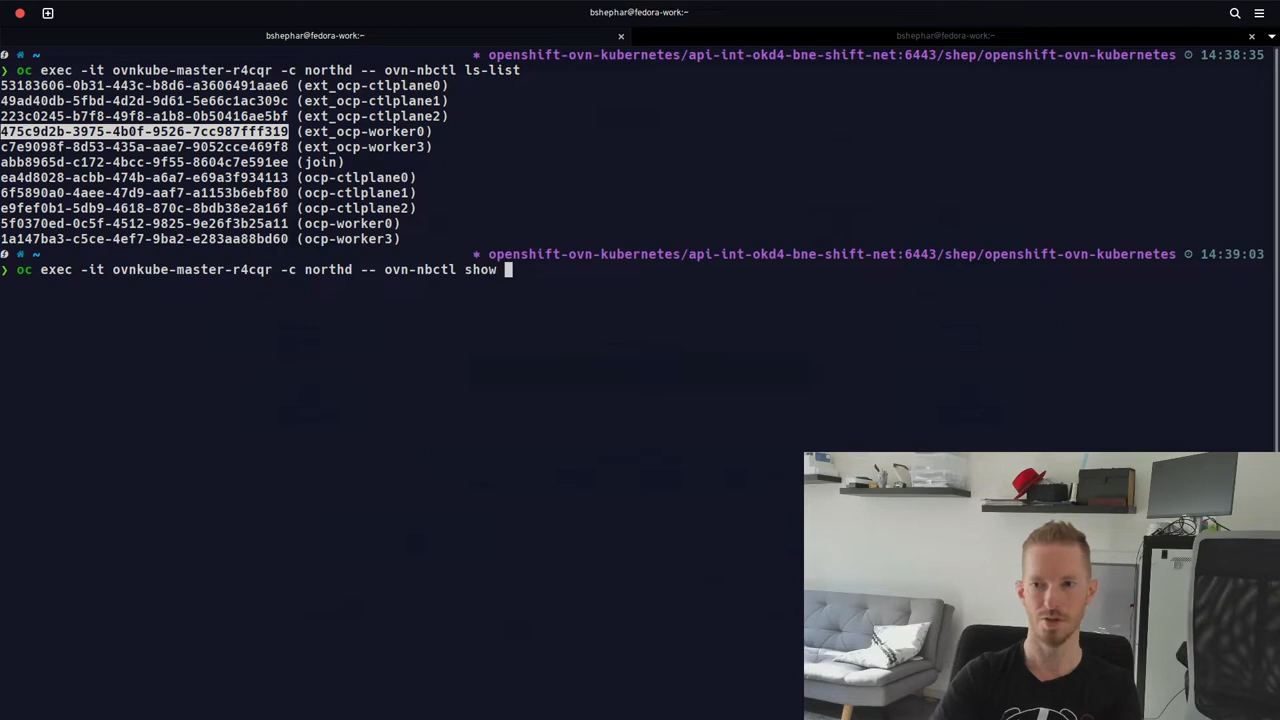 bshephar@fedora-work:~
bshephar@fedora-work:~ bshephar@fedora-work:~
~ * openshift-ovn-kubernetes/api-int-okd4-bne-shift-net:6443/shep/openshift-ovn-kubernetes 14:38:35
❯ oc exec -it ovnkube-master-r4cqr -c northd -- ovn-nbctl ls-list
53183606-0b31-443c-b8d6-a3606491aae6 (ext_ocp-ctlplane0)
49ad40db-5fbd-4d2d-9d61-5e66c1ac309c (ext_ocp-ctlplane1)
223c0245-b7f8-49f8-a1b8-0b50416ae5bf (ext_ocp-ctlplane2)
475c9d2b-3975-4b0f-9526-7cc987fff319 (ext_ocp-worker0)
c7e9098f-8d53-435a-aae7-9052cce469f8 (ext_ocp-worker3)
abb8965d-c172-4bcc-9f55-8604c7e591ee (join)
ea4d8028-acbb-474b-a6a7-e69a3f934113 (ocp-ctlplane0)
6f5890a0-4aee-47d9-aaf7-a1153b6ebf80 (ocp-ctlplane1)
e9fef0b1-5db9-4618-870c-8bdb38e2a16f (ocp-ctlplane2)
5f0370ed-0c5f-4512-9825-9e26f3b25a11 (ocp-worker0)
1a147ba3-c5ce-4ef7-9ba2-e283aa88bd60 (ocp-worker3)
~ * openshift-ovn-kubernetes/api-int-okd4-bne-shift-net:6443/shep/openshift-ovn-kubernetes 14:39:03
❯ oc exec -it ovnkube-master-r4cqr -c northd -- ovn-nbctl show